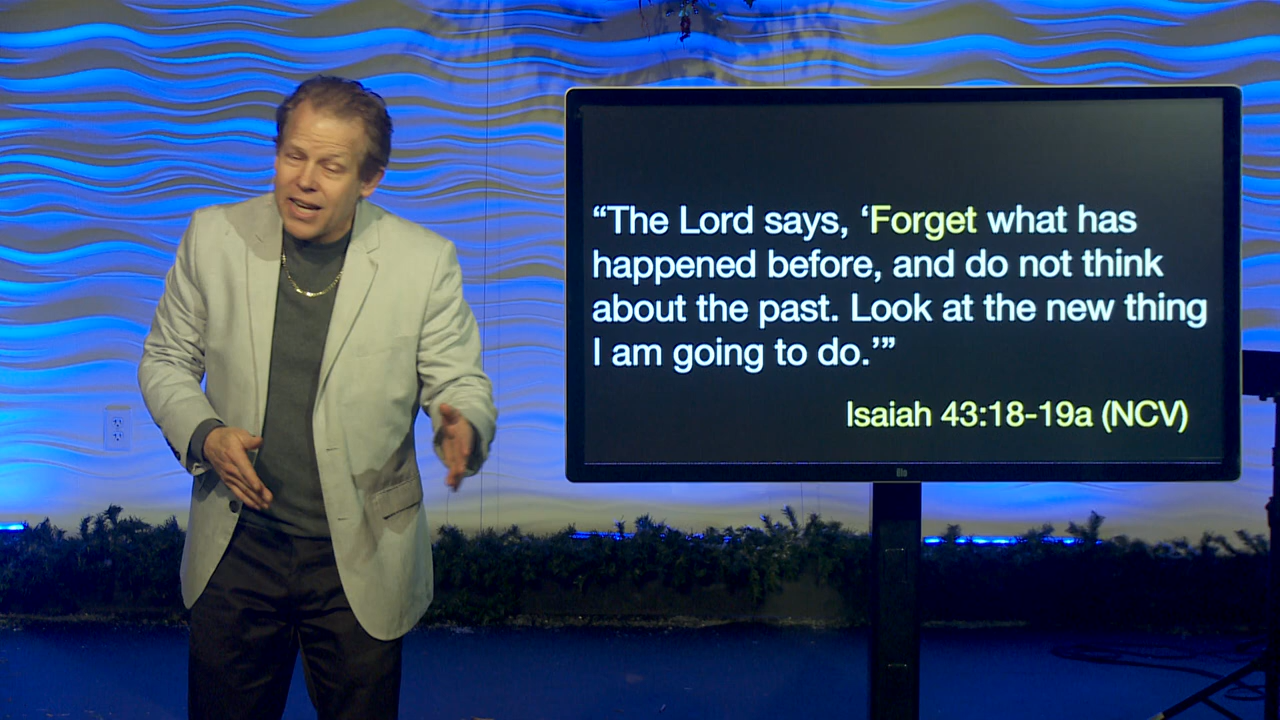 “The Lord says, ‘Forget what has
happened before, and do not think
about the past. Look at the new thing
I am going to do.’”
Isaiah 43:18-19a (NCV)
elo